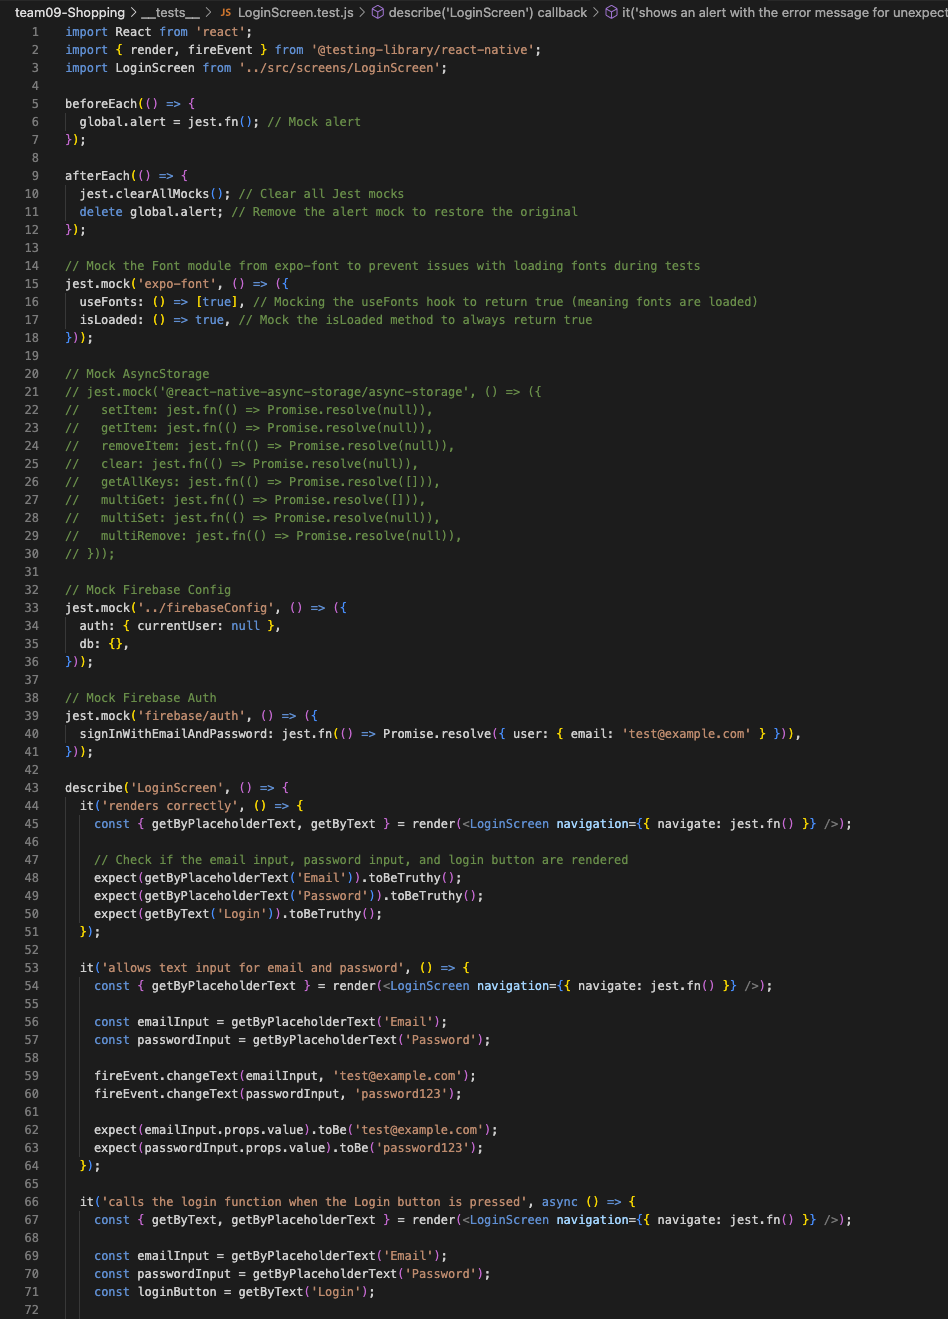 team09-Shopping > __tests__ > JS LoginScreen.test.js > describe('LoginScreen') callback > it('shows an alert with the error message for unexpect
1 import React from 'react';
2 import { render, fireEvent } from '@testing-library/react-native';
3 import LoginScreen from '../src/screens/LoginScreen';
4
5 beforeEach(() => {
6   global.alert = jest.fn(); // Mock alert
7 });
8
9 afterEach(() => {
10   jest.clearAllMocks(); // Clear all Jest mocks
11   delete global.alert; // Remove the alert mock to restore the original
12 });
13
14 // Mock the Font module from expo-font to prevent issues with loading fonts during tests
15 jest.mock('expo-font', () => ({
16   useFonts: () => [true], // Mocking the useFonts hook to return true (meaning fonts are loaded)
17   isLoaded: () => true, // Mock the isLoaded method to always return true
18 }));
19
20 // Mock AsyncStorage
21 // jest.mock('@react-native-async-storage/async-storage', () => ({
22 //   setItem: jest.fn(() => Promise.resolve(null)),
23 //   getItem: jest.fn(() => Promise.resolve(null)),
24 //   removeItem: jest.fn(() => Promise.resolve(null)),
25 //   clear: jest.fn(() => Promise.resolve(null)),
26 //   getAllKeys: jest.fn(() => Promise.resolve([])),
27 //   multiGet: jest.fn(() => Promise.resolve([])),
28 //   multiSet: jest.fn(() => Promise.resolve(null)),
29 //   multiRemove: jest.fn(() => Promise.resolve(null)),
30 // }));
31
32 // Mock Firebase Config
33 jest.mock('../firebaseConfig', () => ({
34   auth: { currentUser: null },
35   db: {},
36 }));
37
38 // Mock Firebase Auth
39 jest.mock('firebase/auth', () => ({
40   signInWithEmailAndPassword: jest.fn(() => Promise.resolve({ user: { email: 'test@example.com' } })),
41 }));
42
43 describe('LoginScreen', () => {
44   it('renders correctly', () => {
45     const { getByPlaceholderText, getByText } = render(<LoginScreen navigation={{ navigate: jest.fn() }} />);
46
47     // Check if the email input, password input, and login button are rendered
48     expect(getByPlaceholderText('Email')).toBeTruthy();
49     expect(getByPlaceholderText('Password')).toBeTruthy();
50     expect(getByText('Login')).toBeTruthy();
51   });
52
53   it('allows text input for email and password', () => {
54     const { getByPlaceholderText } = render(<LoginScreen navigation={{ navigate: jest.fn() }} />);
55
56     const emailInput = getByPlaceholderText('Email');
57     const passwordInput = getByPlaceholderText('Password');
58
59     fireEvent.changeText(emailInput, 'test@example.com');
60     fireEvent.changeText(passwordInput, 'password123');
61
62     expect(emailInput.props.value).toBe('test@example.com');
63     expect(passwordInput.props.value).toBe('password123');
64   });
65
66   it('calls the login function when the Login button is pressed', async () => {
67     const { getByText, getByPlaceholderText } = render(<LoginScreen navigation={{ navigate: jest.fn() }} />);
68
69     const emailInput = getByPlaceholderText('Email');
70     const passwordInput = getByPlaceholderText('Password');
71     const loginButton = getByText('Login');
72